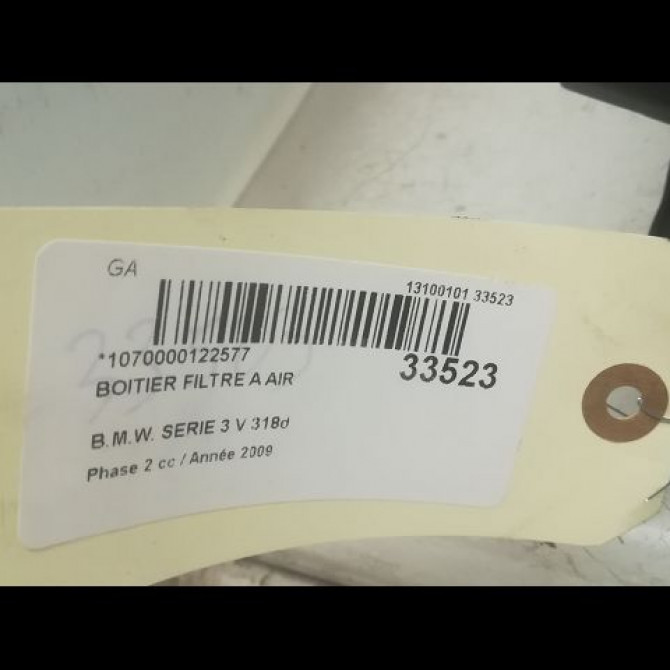 GA
13100101 33523
*1070000122577
33523
BOITIER FILTRE A AIR
B.M.W. SERIE 3 V 318d
Phase 2 cc / Année 2009